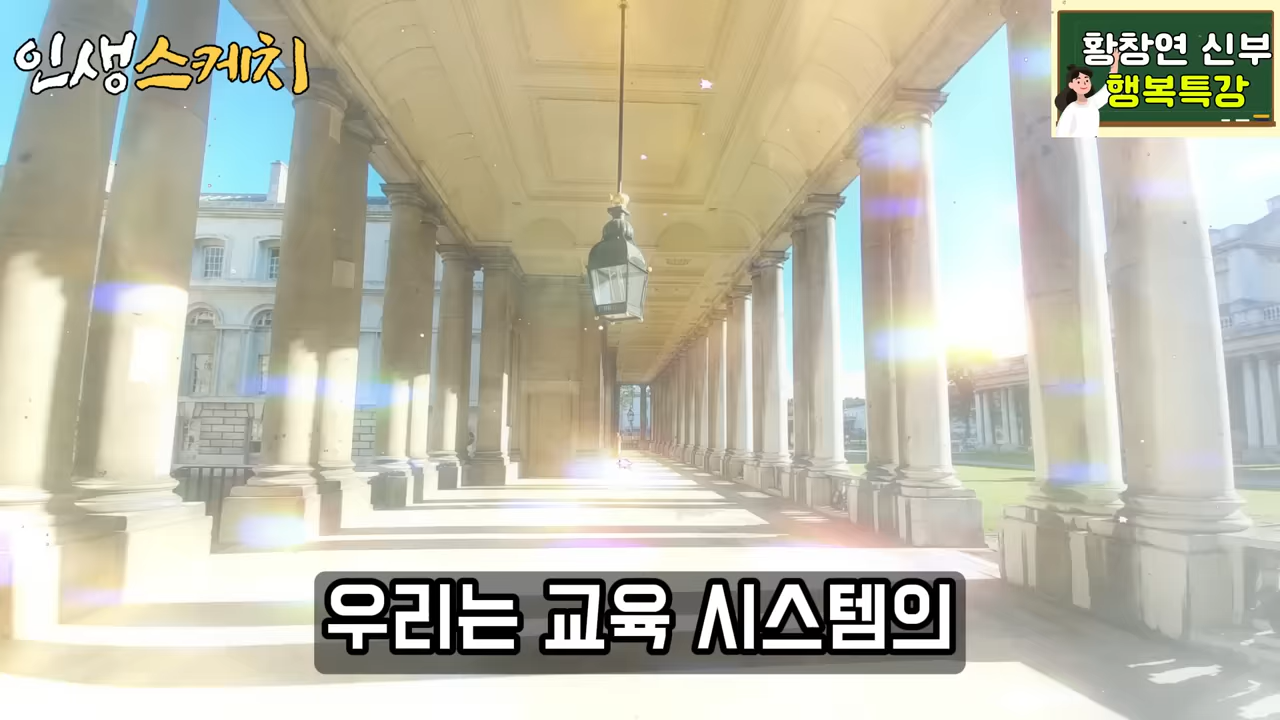 인생스케치
황창연 신부
행복특강
우리는 교육 시스템의